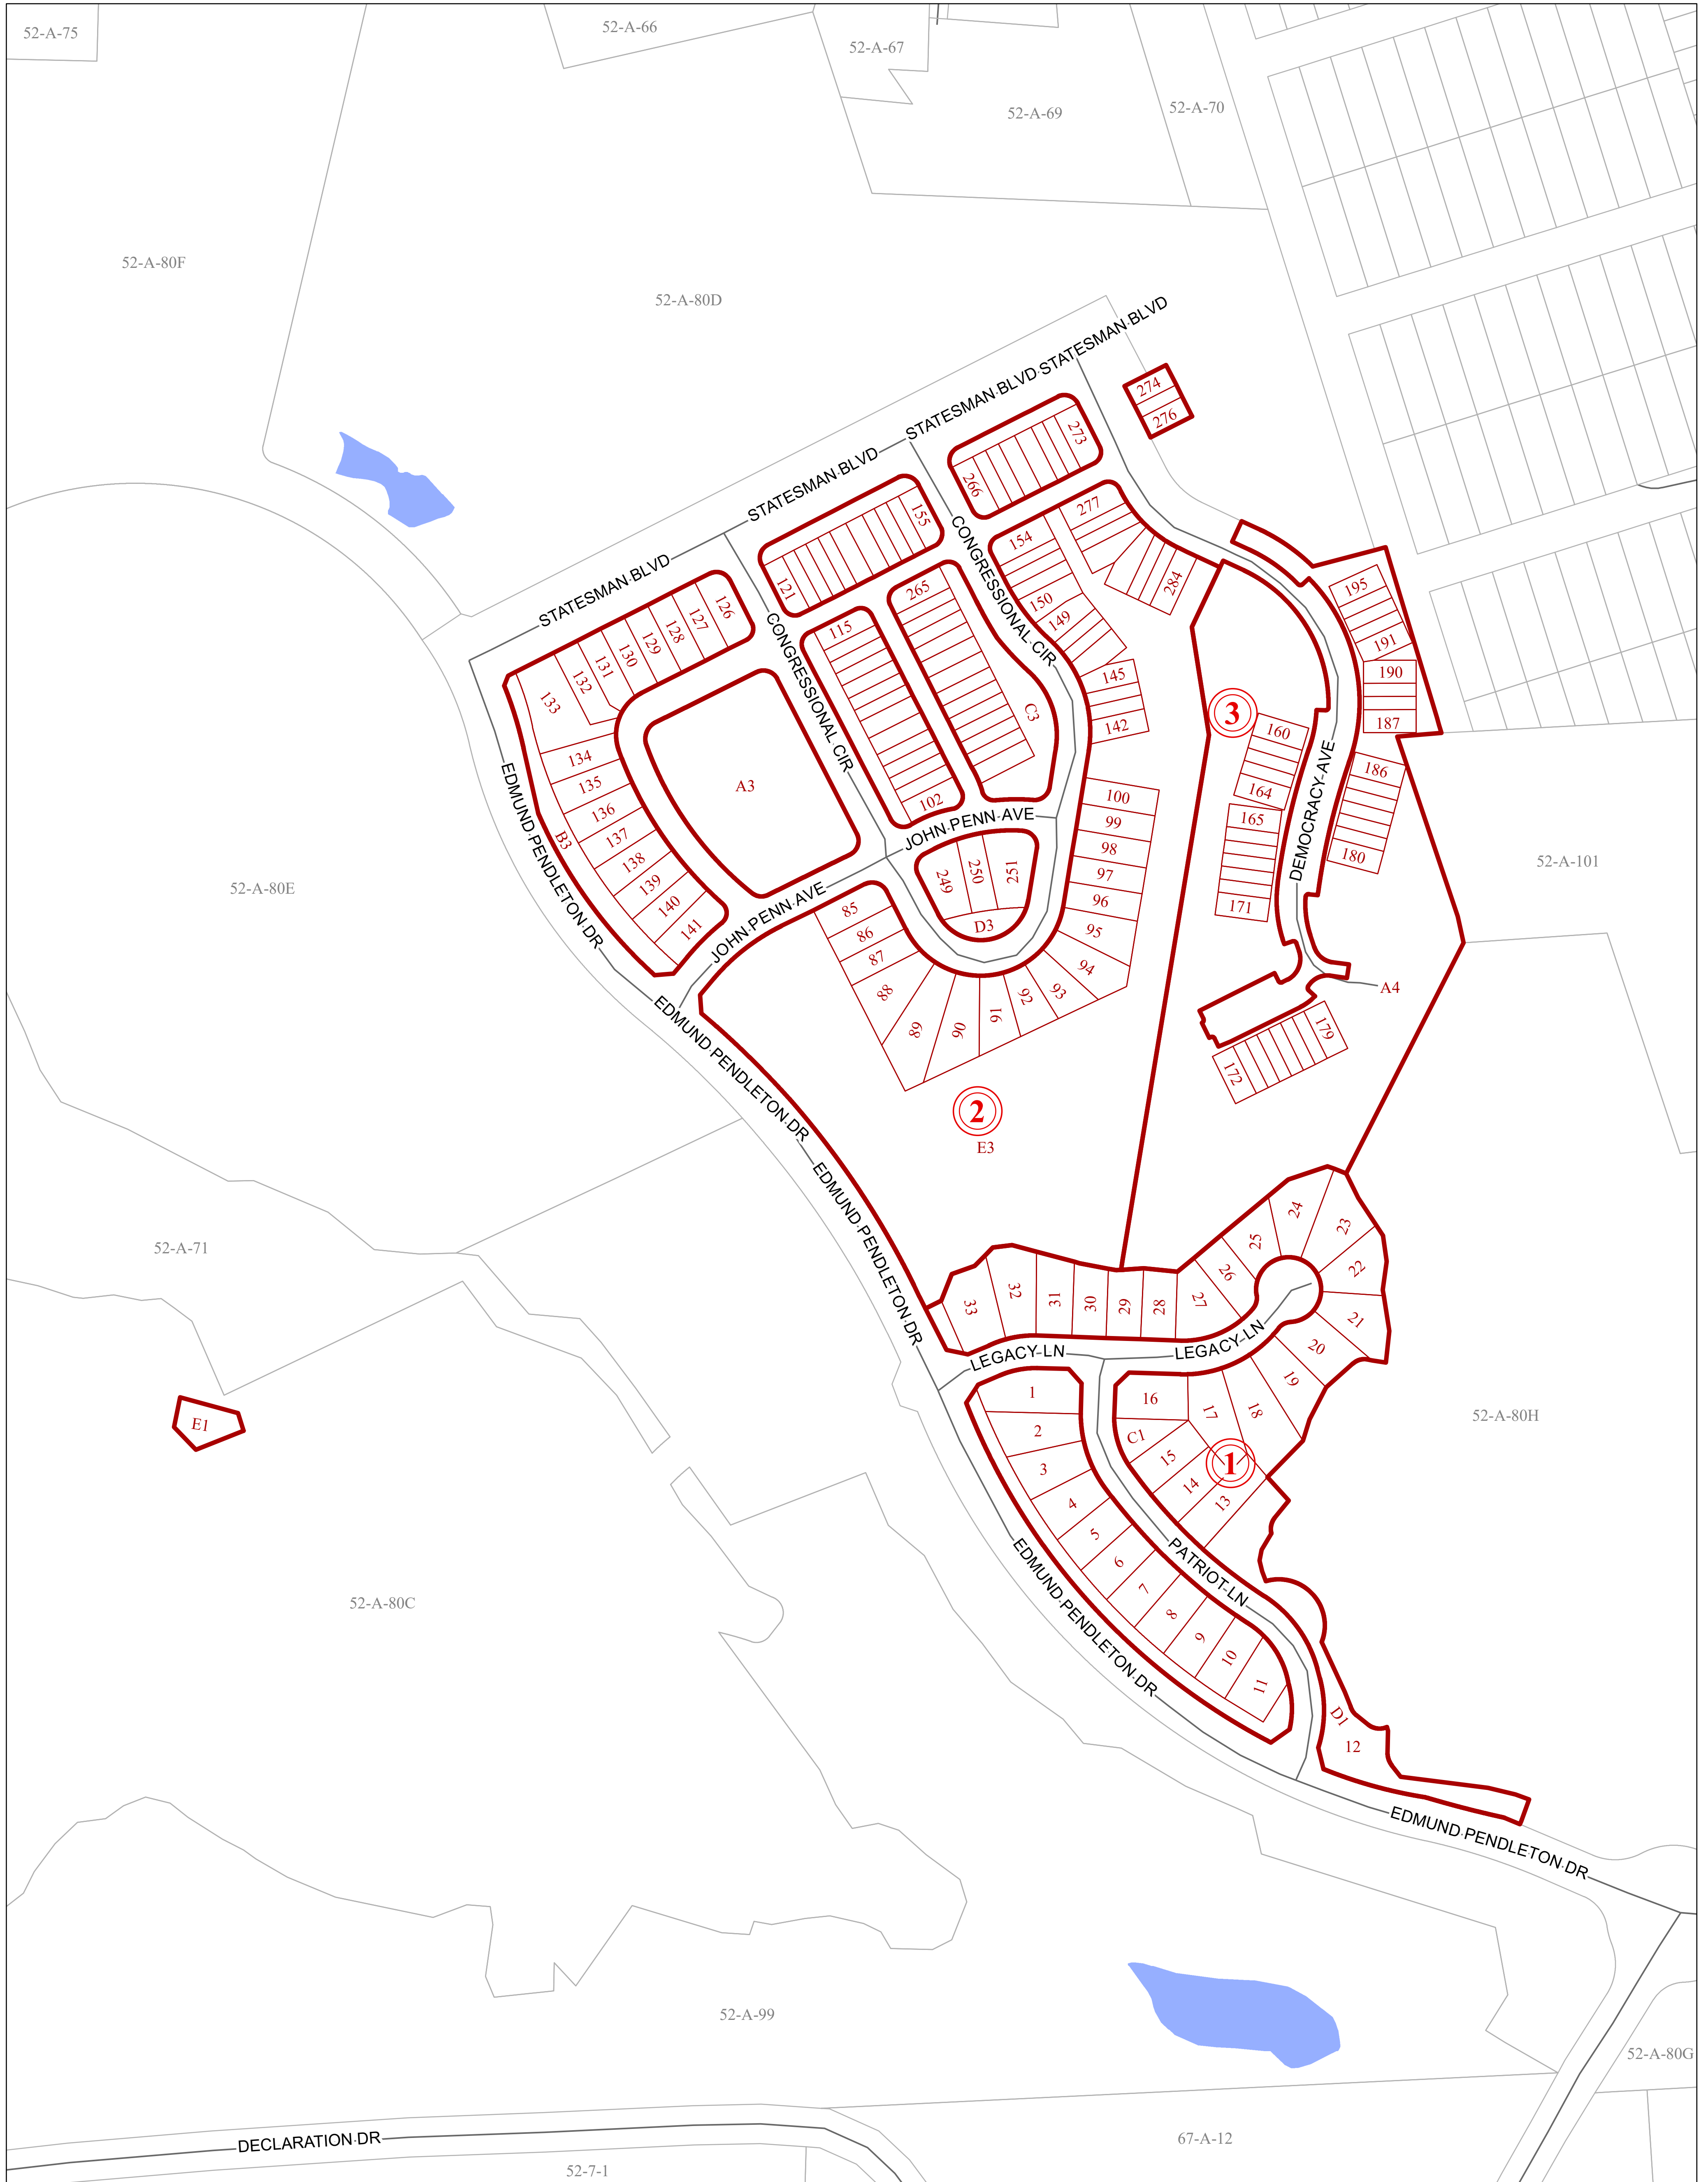 52-A-75
52-A-66
52-A-67
52-A-69
52-A-70
52-A-80F
52-A-80D
STATESMAN BLVD
STATESMAN BLVD
STATESMAN BLVD
STATESMAN BLVD
274
276
273
266
155
121
277
154
150
149
284
CONGRESSIONAL CIR
265
115
126
127
128
129
130
131
132
133
CONGRESSIONAL CIR
195
191
190
187
145
142
C3
3
160
164
165
171
186
180
DEMOCRACY AVE
134
135
136
137
138
139
140
141
B3
A3
EDMUND PENDLETON DR
102
JOHN PENN AVE
100
99
98
97
96
95
94
93
92
91
90
89
88
87
86
85
249
250
251
D3
JOHN PENN AVE
52-A-80E
52-A-101
A4
179
172
EDMUND PENDLETON DR
2
E3
EDMUND PENDLETON DR
52-A-71
24
23
25
22
26
21
27
28
29
30
31
32
33
20
19
LEGACY LN
LEGACY LN
E1
1
2
3
4
5
6
7
8
9
10
11
16
17
18
C1
15
14
13
1
52-A-80H
PATRIOT LN
EDMUND PENDLETON DR
52-A-80C
D1
12
EDMUND PENDLETON DR
52-A-99
52-A-80G
DECLARATION DR
67-A-12
52-7-1